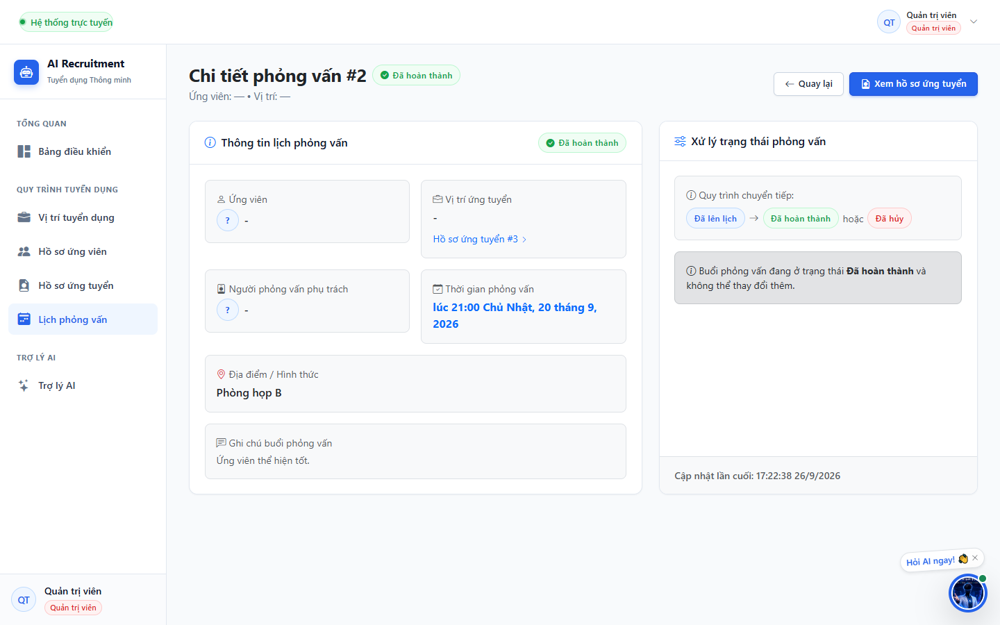 Hệ thống trực tuyến
QT
Quản trị viên
Quản trị viên
AI Recruitment
Tuyển dụng Thông minh
TỔNG QUAN
Bảng điều khiển
QUY TRÌNH TUYỂN DỤNG
Vị trí tuyển dụng
Hồ sơ ứng viên
Hồ sơ ứng tuyển
Lịch phỏng vấn
TRỢ LÝ AI
Trợ lý AI
QT
Quản trị viên
Quản trị viên
Chi tiết phỏng vấn #2
Đã hoàn thành
Ứng viên: — • Vị trí: —
Quay lại
Xem hồ sơ ứng tuyển
Thông tin lịch phỏng vấn
Đã hoàn thành
Ứng viên
? -
Vị trí ứng tuyển
-
Hồ sơ ứng tuyển #3
Người phỏng vấn phụ trách
? -
Thời gian phỏng vấn
lúc 21:00 Chủ Nhật, 20 tháng 9,
2026
Địa điểm / Hình thức
Phòng họp B
Ghi chú buổi phỏng vấn
Ứng viên thể hiện tốt.
Xử lý trạng thái phỏng vấn
Quy trình chuyển tiếp:
Đã lên lịch → Đã hoàn thành hoặc Đã hủy
Buổi phỏng vấn đang ở trạng thái Đã hoàn thành và
không thể thay đổi thêm.
Cập nhật lần cuối: 17:22:38 26/9/2026
Hỏi AI ngay! 👏